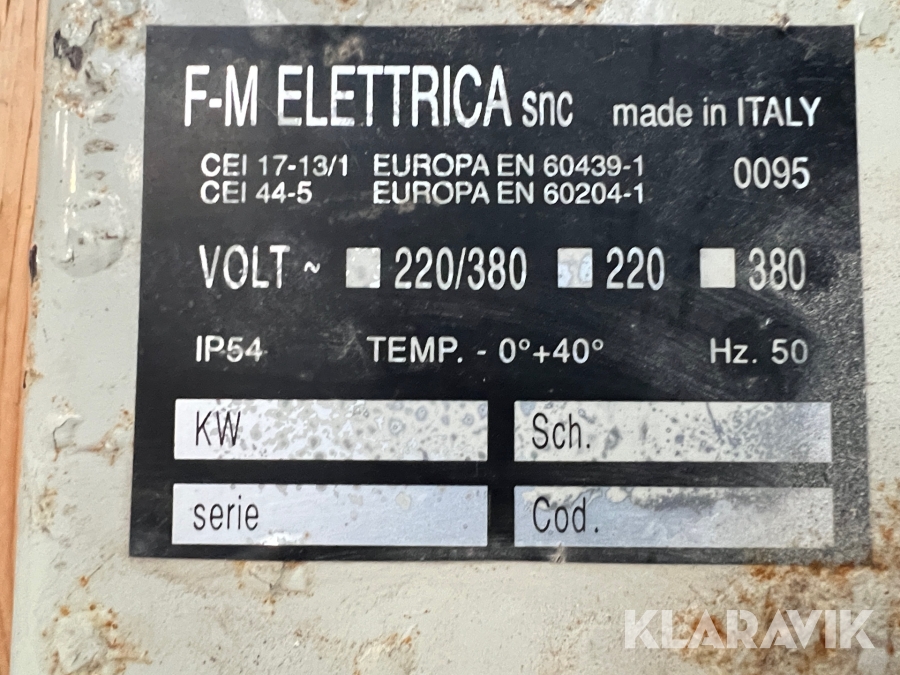 F-M ELETTRICA snc made in ITALY
CEI 17-13/1 EUROPA EN 60439-1 0095
CEI 44-5 EUROPA EN 60204-1
VOLT ~ 220/380 220 380
IP54 TEMP. - 0°+40° Hz. 50
KW Sch.
serie Cod.
KLARAVIK